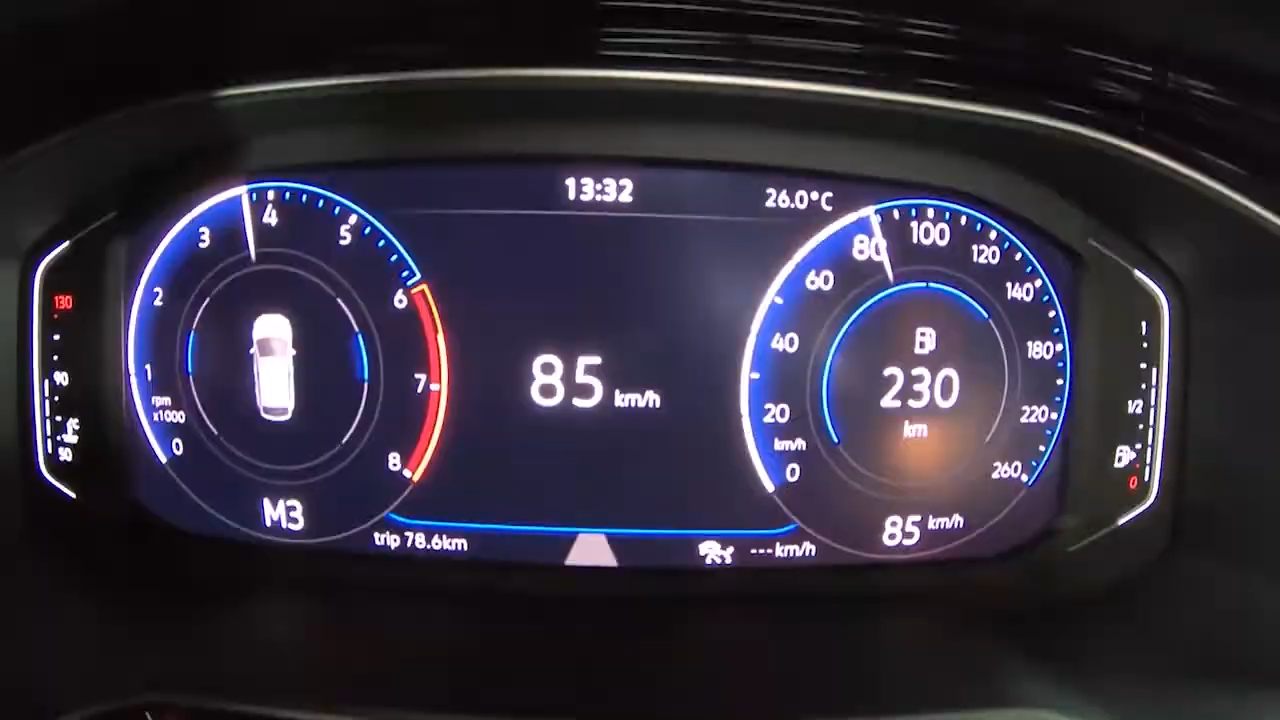 13:32
26.0°C
130
90
50
°C
0
1
2
3
4
5
6
7
8
rpm
x1000
M3
85 km/h
0
20
40
60
80
100
120
140
180
220
260
km/h
230
km
85 km/h
1
1/2
0
trip 78.6km
---km/h